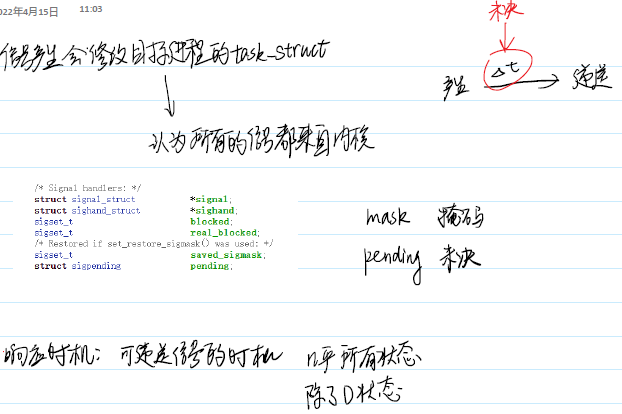 022年4月15日 11:03
信号产生会修改目标进程的task_struct
未决
产生 Δt 递送
认为所有的信号都来自内核
/* Signal handlers: */
struct signal_struct *signal;
struct sighand_struct *sighand;
sigset_t blocked;
sigset_t real_blocked;
/* Restored if set_restore_sigmask() was used: */
sigset_t saved_sigmask;
struct sigpending pending;
mask 掩码
pending 未决
响应时机: 可递送信号的时机 几乎所有状态
除了D状态